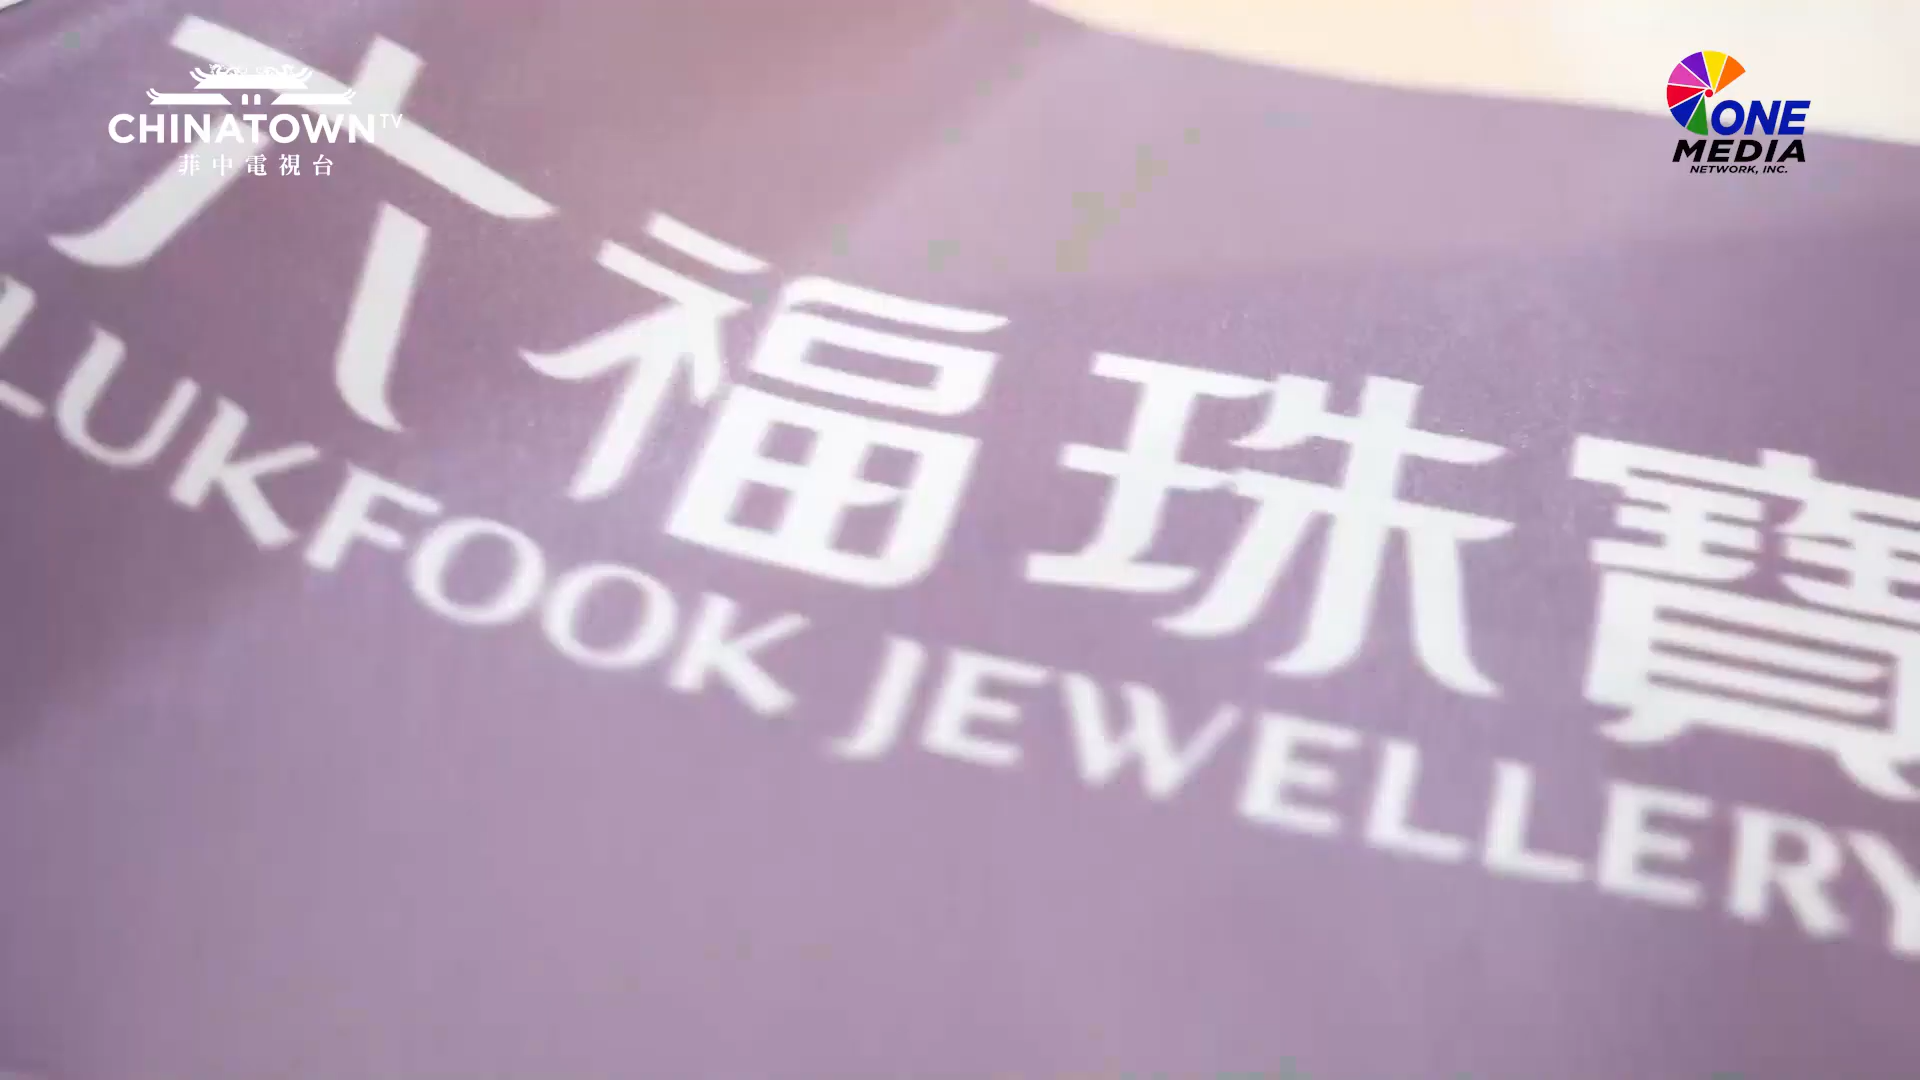 CHINATOWN TV
菲中電視台
ONE
MEDIA
NETWORK, INC.
六福珠寶
LUKFOOK JEWELLERY